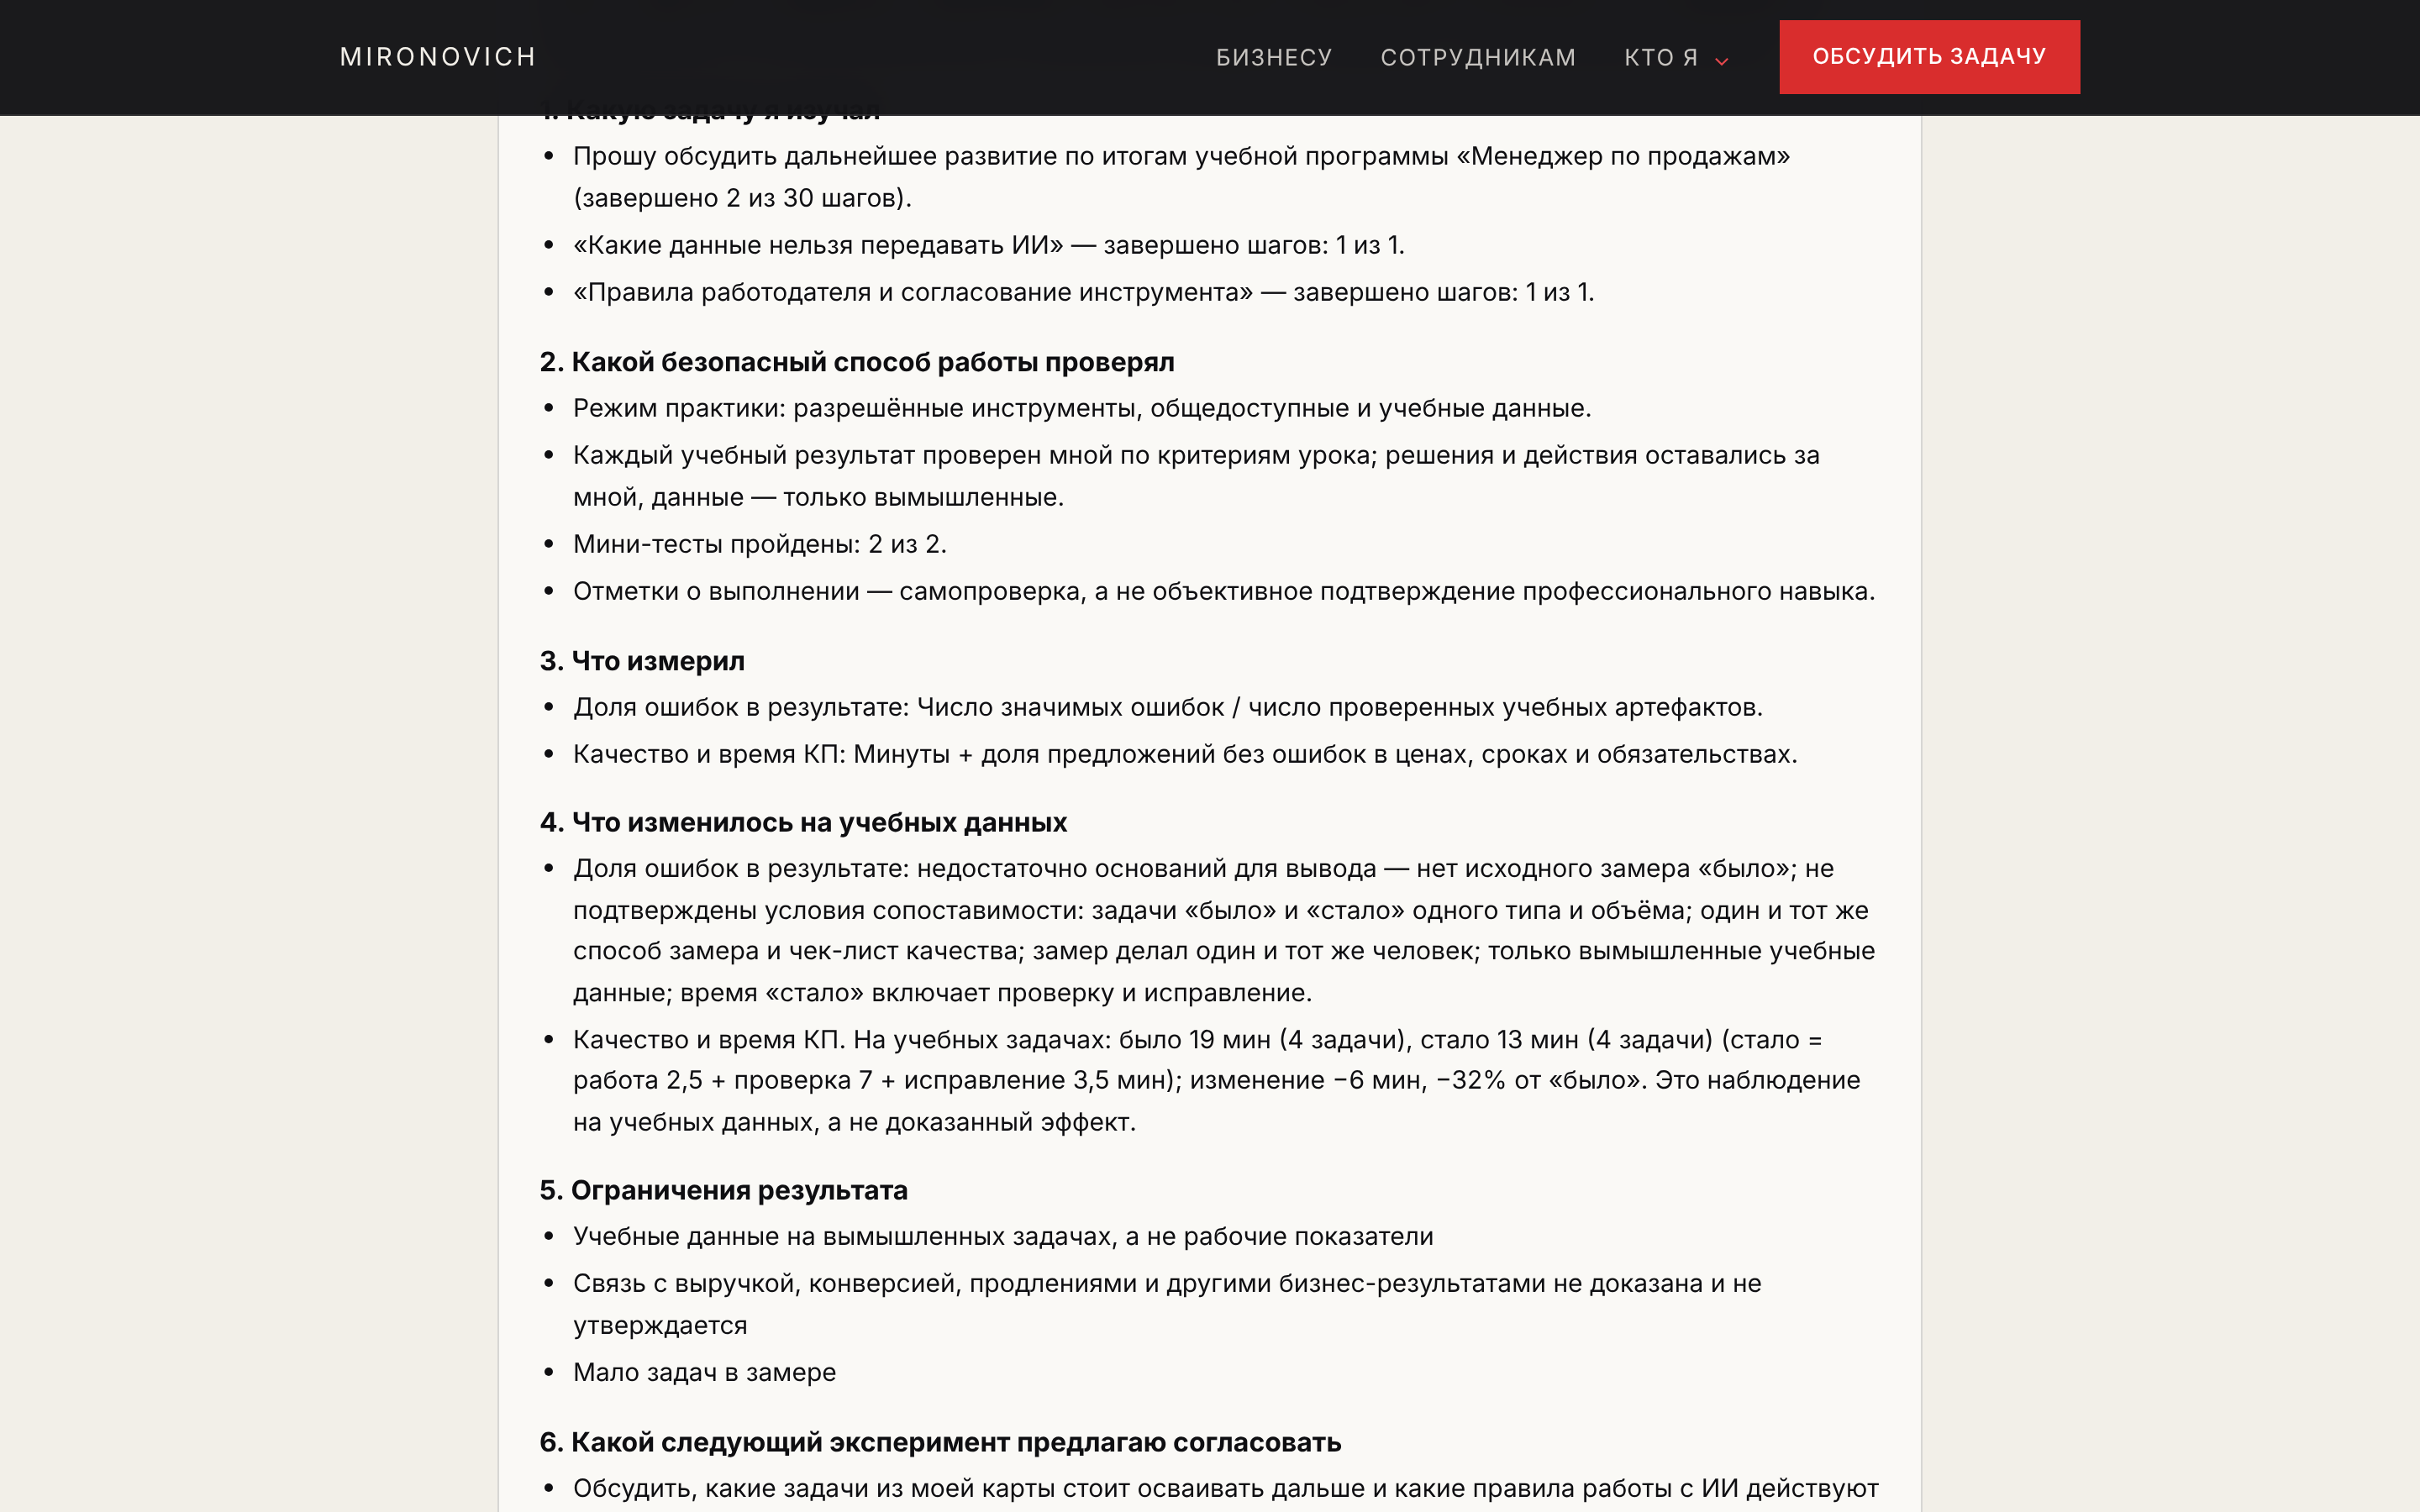 MIRONOVICH
БИЗНЕСУ
СОТРУДНИКАМ
КТО Я
ОБСУДИТЬ ЗАДАЧУ
1. Какую задачу я изучал
• Прошу обсудить дальнейшее развитие по итогам учебной программы «Менеджер по продажам»
(завершено 2 из 30 шагов).
• «Какие данные нельзя передавать ИИ» — завершено шагов: 1 из 1.
• «Правила работодателя и согласование инструмента» — завершено шагов: 1 из 1.
2. Какой безопасный способ работы проверял
• Режим практики: разрешённые инструменты, общедоступные и учебные данные.
• Каждый учебный результат проверен мной по критериям урока; решения и действия оставались за
мной, данные — только вымышленные.
• Мини-тесты пройдены: 2 из 2.
• Отметки о выполнении — самопроверка, а не объективное подтверждение профессионального навыка.
3. Что измерил
• Доля ошибок в результате: Число значимых ошибок / число проверенных учебных артефактов.
• Качество и время КП: Минуты + доля предложений без ошибок в ценах, сроках и обязательствах.
4. Что изменилось на учебных данных
• Доля ошибок в результате: недостаточно оснований для вывода — нет исходного замера «было»; не
подтверждены условия сопоставимости: задачи «было» и «стало» одного типа и объёма; один и тот же
способ замера и чек-лист качества; замер делал один и тот же человек; только вымышленные учебные
данные; время «стало» включает проверку и исправление.
• Качество и время КП. На учебных задачах: было 19 мин (4 задачи), стало 13 мин (4 задачи) (стало =
работа 2,5 + проверка 7 + исправление 3,5 мин); изменение −6 мин, −32% от «было». Это наблюдение
на учебных данных, а не доказанный эффект.
5. Ограничения результата
• Учебные данные на вымышленных задачах, а не рабочие показатели
• Связь с выручкой, конверсией, продлениями и другими бизнес-результатами не доказана и не
утверждается
• Мало задач в замере
6. Какой следующий эксперимент предлагаю согласовать
• Обсудить, какие задачи из моей карты стоит осваивать дальше и какие правила работы с ИИ действуют